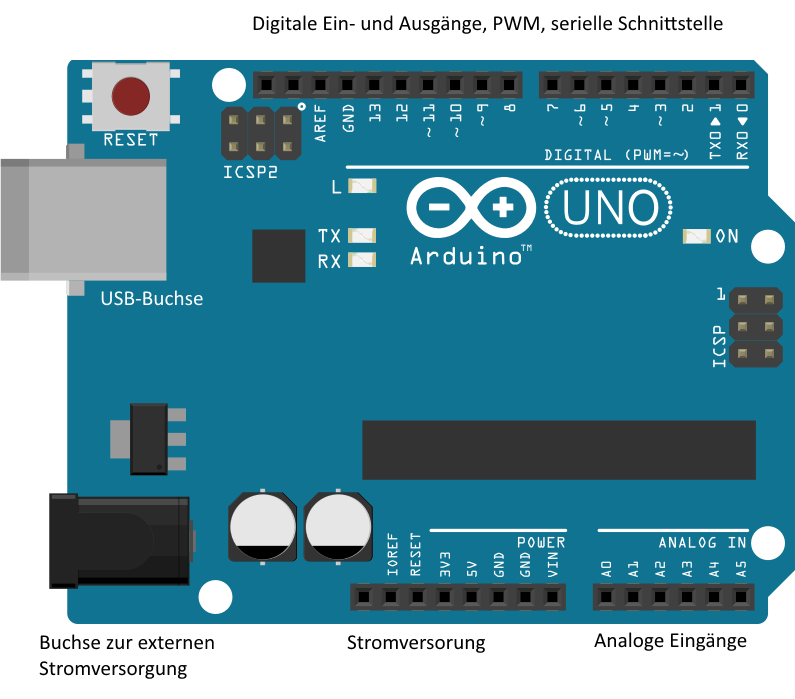 Digitale Ein- und Ausgänge, PWM, serielle Schnittstelle
RESET
ICSP2
AREF
GND
13
12
~11
~10
~9
8
7
~6
~5
4
~3
2
TX0▶1
RX0◀0
DIGITAL (PWM=~)
L
TX
RX
UNO
Arduino™
ON
USB-Buchse
1
ICSP
IOREF
RESET
3V3
5V
GND
GND
VIN
POWER
A0
A1
A2
A3
A4
A5
ANALOG IN
Buchse zur externen
Stromversorgung
Stromversorung
Analoge Eingänge